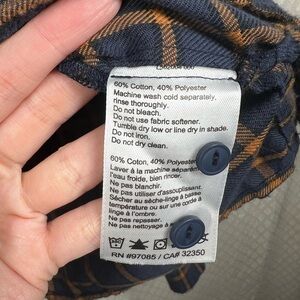 60% Cotton, 40% Polyester
Machine wash cold separately,
rinse thoroughly.
Do not bleach.
Do not use fabric softener.
Tumble dry low or line dry in shade.
Do not iron.
Do not dry clean.
60% Coton, 40% Polyester
Laver à la machine séparément
l'eau froide, bien rincer.
Ne pas blanchir.
Ne pas utiliser d'assouplissant.
Sécher au sèche-linge à basse
température ou sur une corde à
linge à l'ombre.
Ne pas repasser.
Ne pas nettoyage à
RN #97085 / CA# 32350